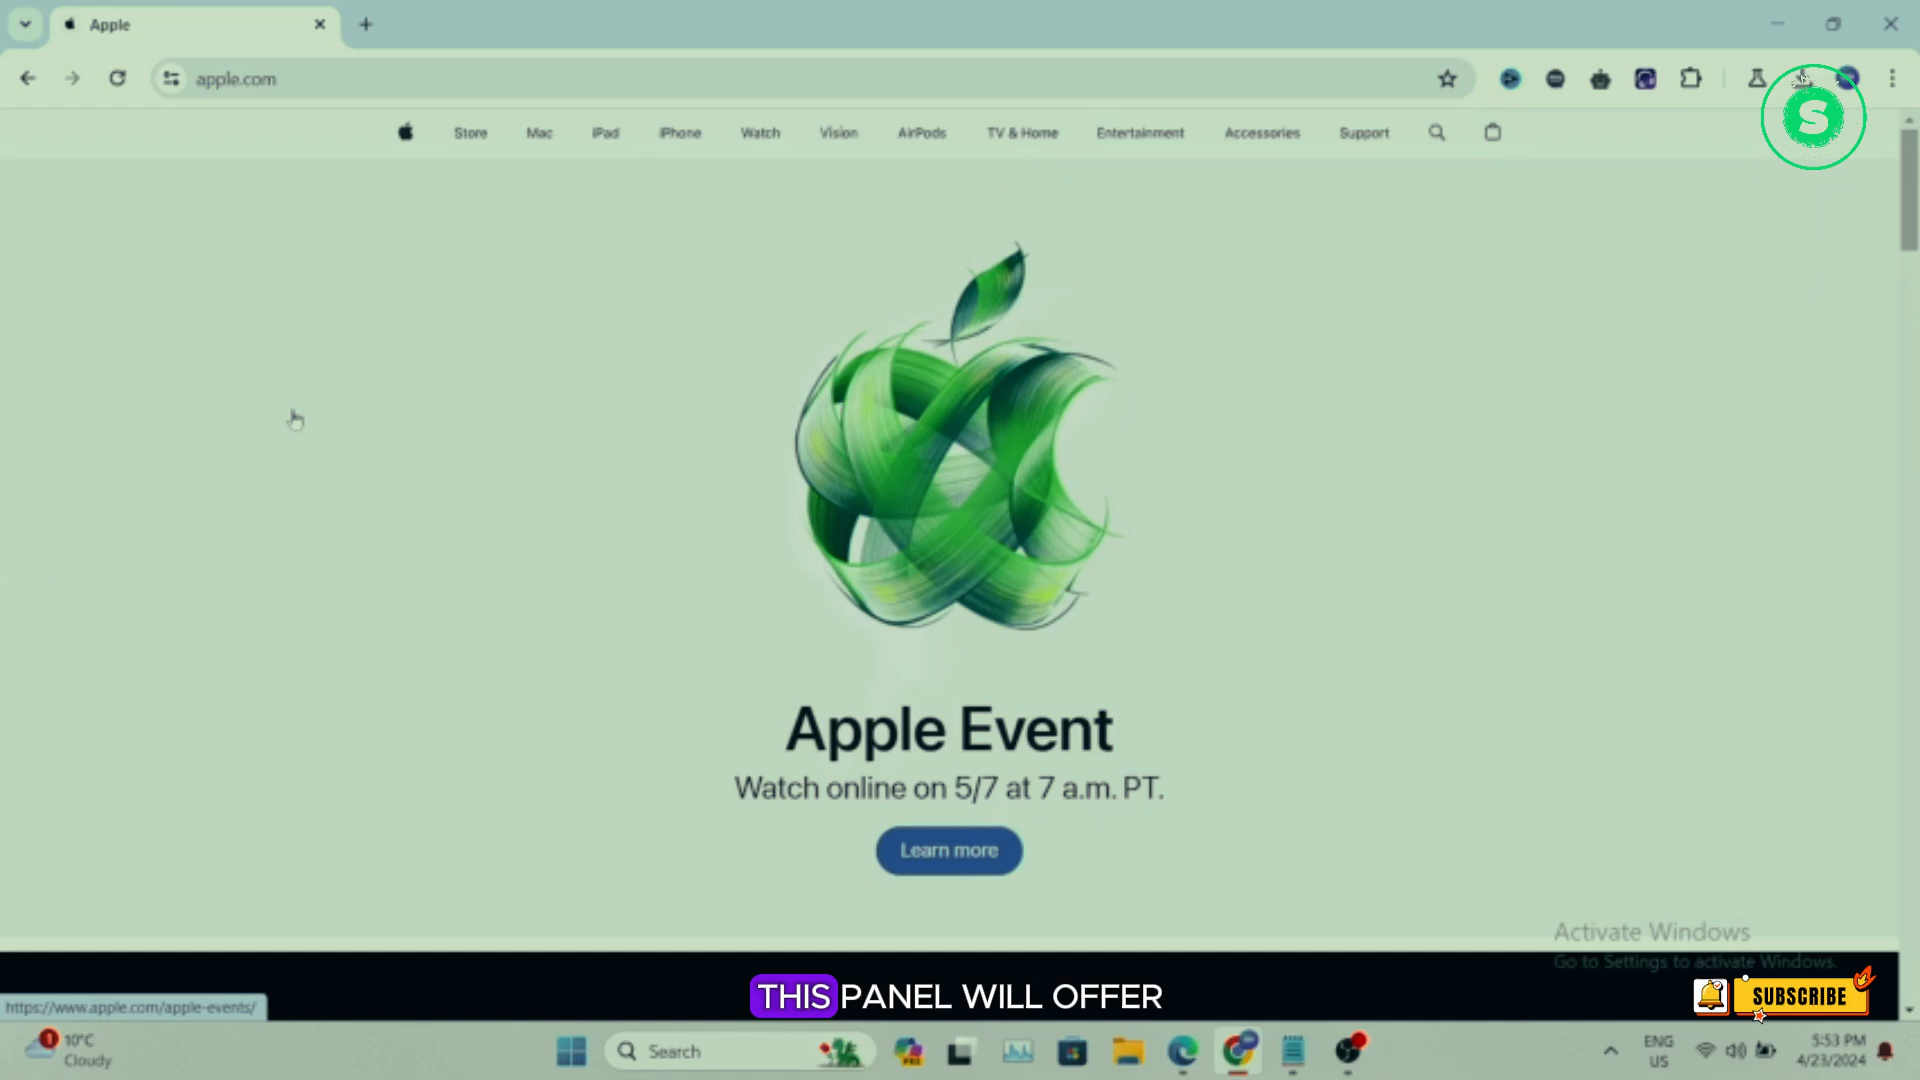 Apple
apple.com
Store Mac iPad iPhone Watch Vision AirPods TV & Home Entertainment Accessories Support
S
Apple Event
Watch online on 5/7 at 7 a.m. PT.
Learn more
Activate Windows
Go to Settings to activate Windows.
THIS PANEL WILL OFFER
SUBSCRIBE
https://www.apple.com/apple-events/
1
10°C
Cloudy
Search
PRE
ENG
US
5:53 PM
4/23/2024